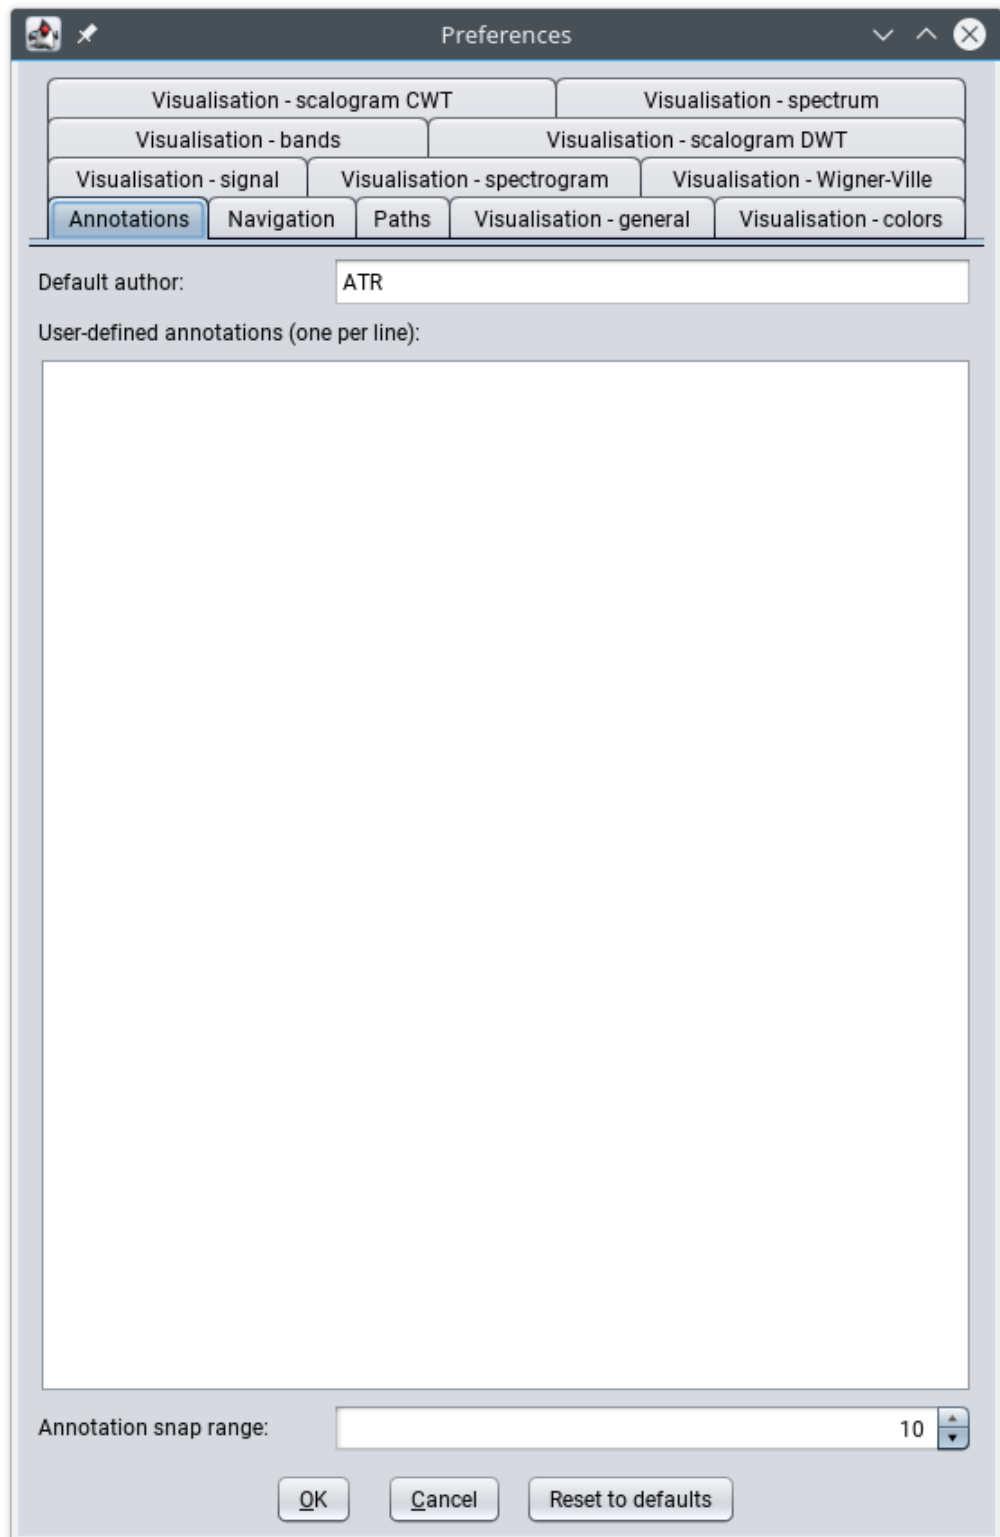 Preferences
Visualisation - scalogram CWT Visualisation - spectrum
Visualisation - bands Visualisation - scalogram DWT
Visualisation - signal Visualisation - spectrogram Visualisation - Wigner-Ville
Annotations Navigation Paths Visualisation - general Visualisation - colors
Default author: ATR
User-defined annotations (one per line):
Annotation snap range: 10
OK Cancel Reset to defaults